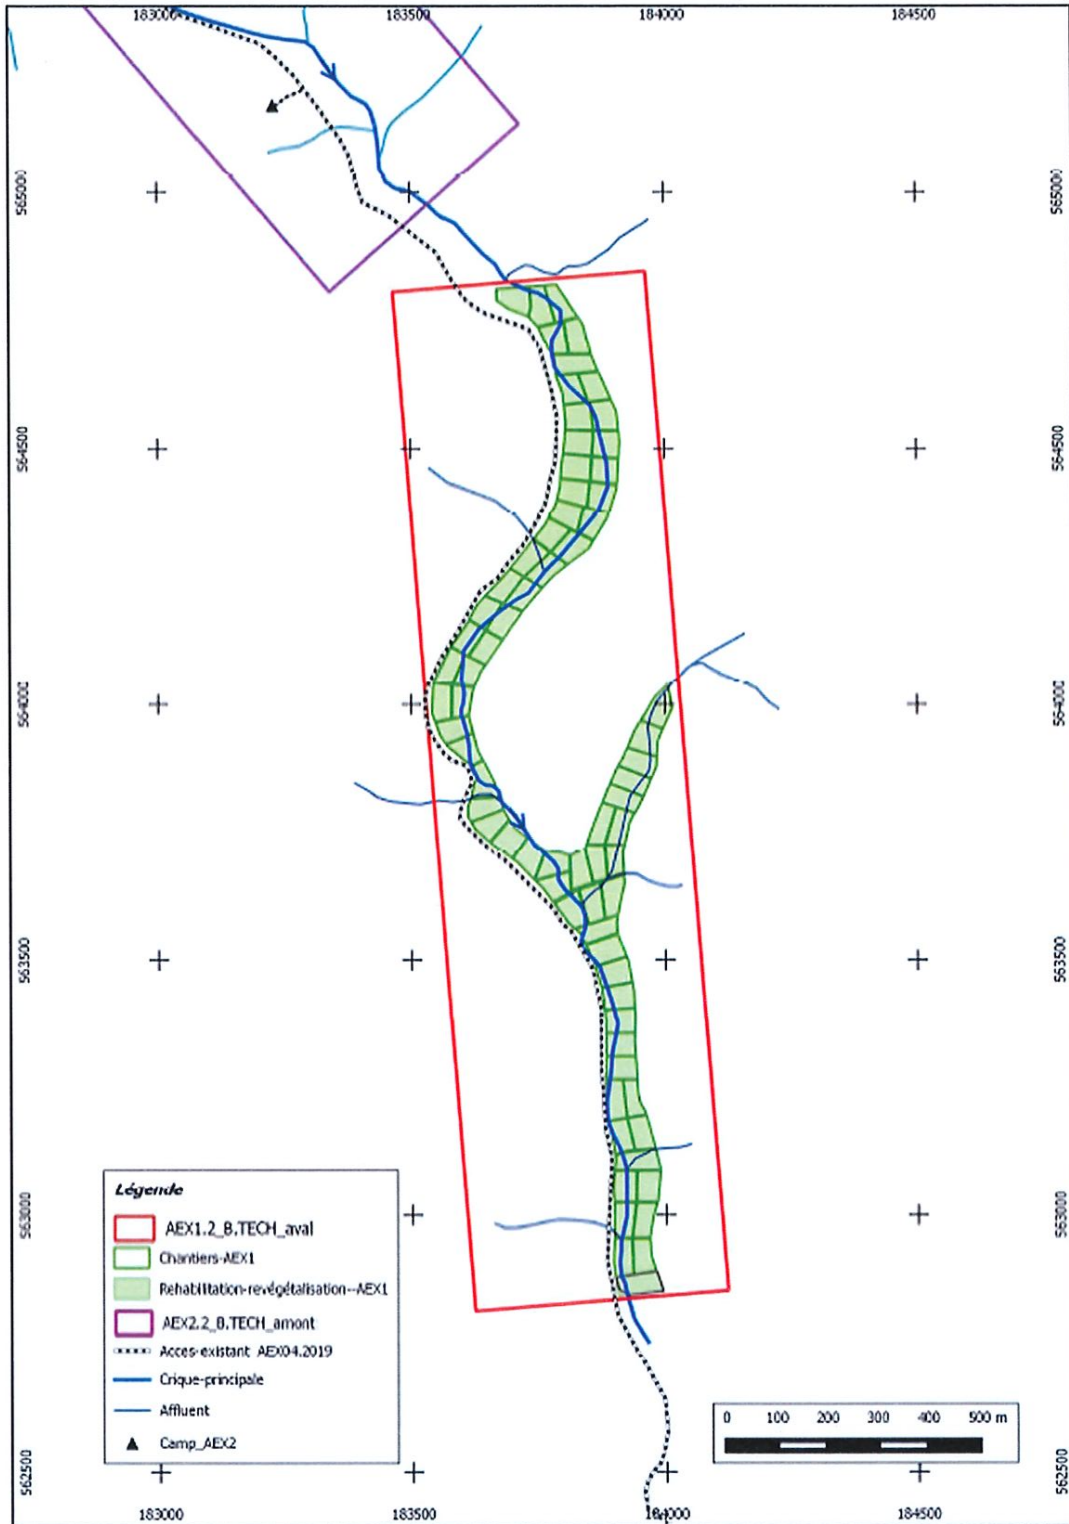 183000 183500 184000 184500
565000 565000
564500 564500
564000 564000
563500 563500
563000 563000
562500 562500
Légende
AEX1.2_B.TECH_aval
Chantiers-AEX1
Rehabilitation-revégétalisation--AEX1
AEX2.2_B.TECH_amont
Acces-existant AEX04.2019
Crique-principale
Affluent
Camp_AEX2
0 100 200 300 400 500 m
183000 183500 184000 184500